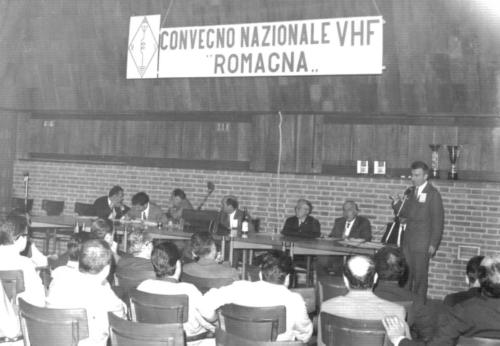 CONVEGNO NAZIONALE VHF
"ROMAGNA„